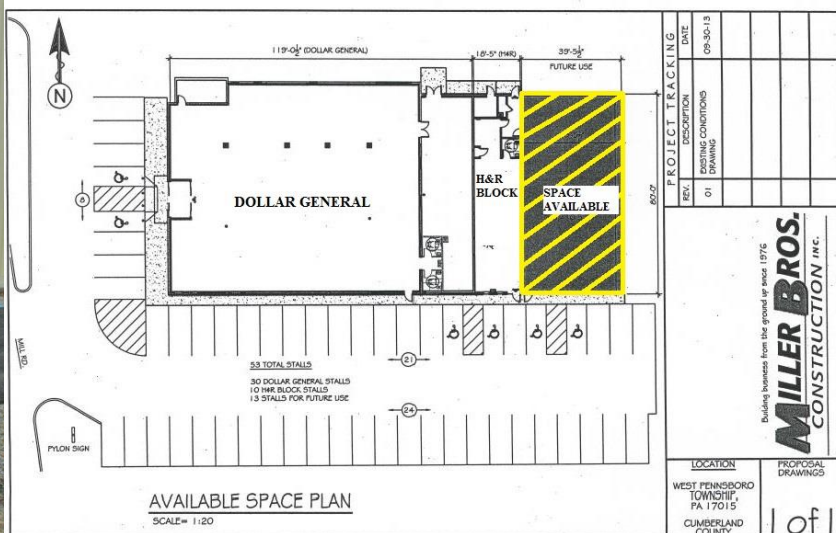 119'-0½" (DOLLAR GENERAL)
18'-5" (H&R)
39'-5½"
FUTURE USE
N
8
DOLLAR GENERAL
H&R
BLOCK
SPACE
AVAILABLE
80'-0"
MILL RD.
53 TOTAL STALLS
30 DOLLAR GENERAL STALLS
10 H&R BLOCK STALLS
13 STALLS FOR FUTURE USE
21
24
PYLON SIGN
AVAILABLE SPACE PLAN
SCALE= 1:20
PROJECT TRACKING
REV. DESCRIPTION DATE
01 EXISTING CONDITIONS DRAWING 09-30-13
Building business from the ground up since 1976
MILLER BROS.
CONSTRUCTION INC.
LOCATION
WEST PENNSBORO
TOWNSHIP,
PA 17015
CUMBERLAND
COUNTY
PROPOSAL
DRAWINGS
1 of 1